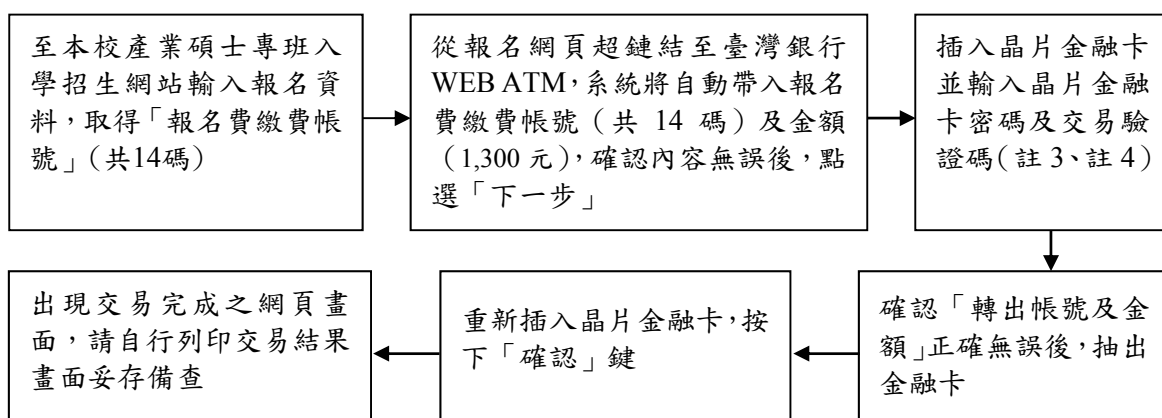 至本校產業碩士專班入
學招生網站輸入報名資
料，取得「報名費繳費帳
號」(共14碼)
從報名網頁超鏈結至臺灣銀行
WEB ATM，系統將自動帶入報名
費繳費帳號（共 14 碼）及金額
（1,300 元），確認內容無誤後，點
選「下一步」
插入晶片金融卡
並輸入晶片金融
卡密碼及交易驗
證碼(註 3、註 4)
確認「轉出帳號及金
額」正確無誤後，抽出
金融卡
重新插入晶片金融卡，按
下「確認」鍵
出現交易完成之網頁畫
面，請自行列印交易結果
畫面妥存備查